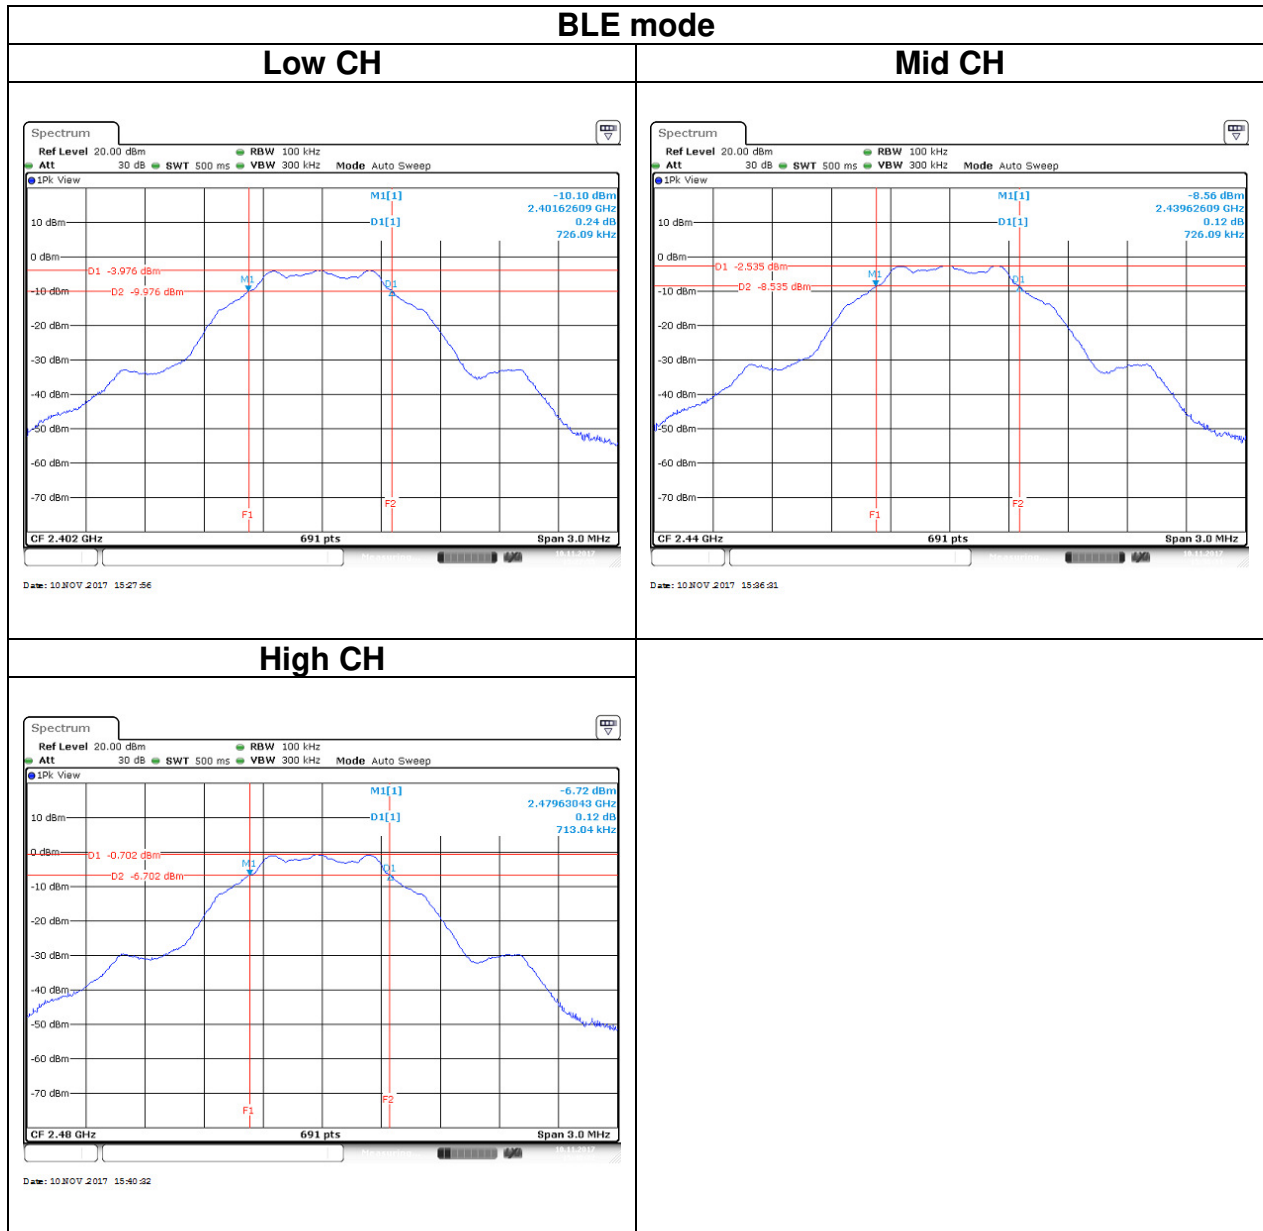 BLE mode
Low CH
Mid CH
Spectrum
Ref Level 20.00 dBm RBW 100 kHz
Att 30 dB SWT 500 ms VBW 300 kHz Mode Auto Sweep
1Pk View
M1[1] -10.10 dBm
2.40162609 GHz
D1[1] 0.24 dB
726.09 kHz
10 dBm
0 dBm
D1 -3.976 dBm
M1
D1
D2 -9.976 dBm
-10 dBm
-20 dBm
-30 dBm
-40 dBm
-50 dBm
-60 dBm
-70 dBm
F2
F1
CF 2.402 GHz 691 pts Span 3.0 MHz
Date: 10.NOV.2017 15:27:56
Spectrum
Ref Level 20.00 dBm RBW 100 kHz
Att 30 dB SWT 500 ms VBW 300 kHz Mode Auto Sweep
1Pk View
M1[1] -8.56 dBm
2.43962609 GHz
D1[1] 0.12 dB
726.09 kHz
10 dBm
0 dBm
D1 -2.535 dBm
M1
D1
D2 -8.535 dBm
-10 dBm
-20 dBm
-30 dBm
-40 dBm
-50 dBm
-60 dBm
-70 dBm
F2
F1
CF 2.44 GHz 691 pts Span 3.0 MHz
Date: 10.NOV.2017 15:36:31
High CH
Spectrum
Ref Level 20.00 dBm RBW 100 kHz
Att 30 dB SWT 500 ms VBW 300 kHz Mode Auto Sweep
1Pk View
M1[1] -6.72 dBm
2.47963043 GHz
D1[1] 0.12 dB
713.04 kHz
10 dBm
0 dBm
D1 -0.702 dBm
M1
D1
D2 -6.702 dBm
-10 dBm
-20 dBm
-30 dBm
-40 dBm
-50 dBm
-60 dBm
-70 dBm
F2
F1
CF 2.48 GHz 691 pts Span 3.0 MHz
Measuring...
Date: 10.NOV.2017 15:40:32